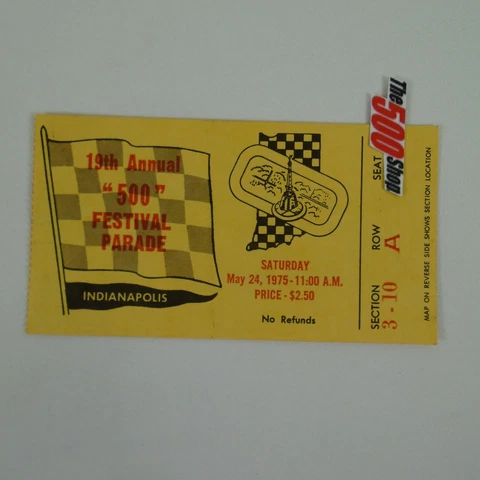 19th Annual
"500"
FESTIVAL
PARADE
INDIANAPOLIS
SATURDAY
May 24, 1975-11:00 A.M.
PRICE - $2.50
No Refunds
SECTION ROW SEAT
3-10 A
MAP ON REVERSE SIDE SHOWS SECTION LOCATION
The
500
Shop